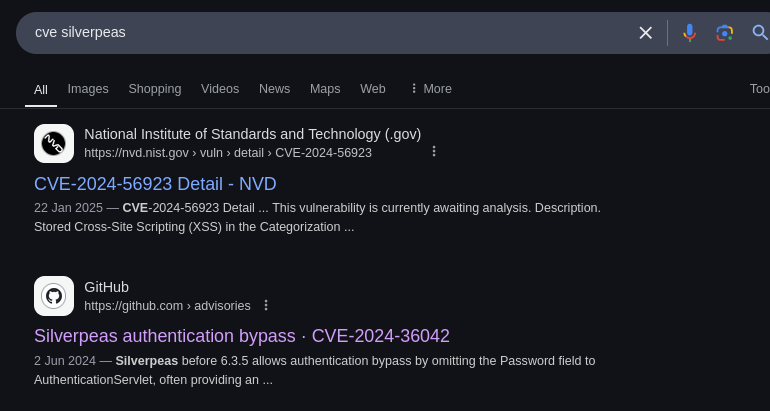 cve silverpeas
All Images Shopping Videos News Maps Web More Too
National Institute of Standards and Technology (.gov)
https://nvd.nist.gov › vuln › detail › CVE-2024-56923
CVE-2024-56923 Detail - NVD
22 Jan 2025 — CVE-2024-56923 Detail ... This vulnerability is currently awaiting analysis. Description.
Stored Cross-Site Scripting (XSS) in the Categorization ...
GitHub
https://github.com › advisories
Silverpeas authentication bypass · CVE-2024-36042
2 Jun 2024 — Silverpeas before 6.3.5 allows authentication bypass by omitting the Password field to
AuthenticationServlet, often providing an ...